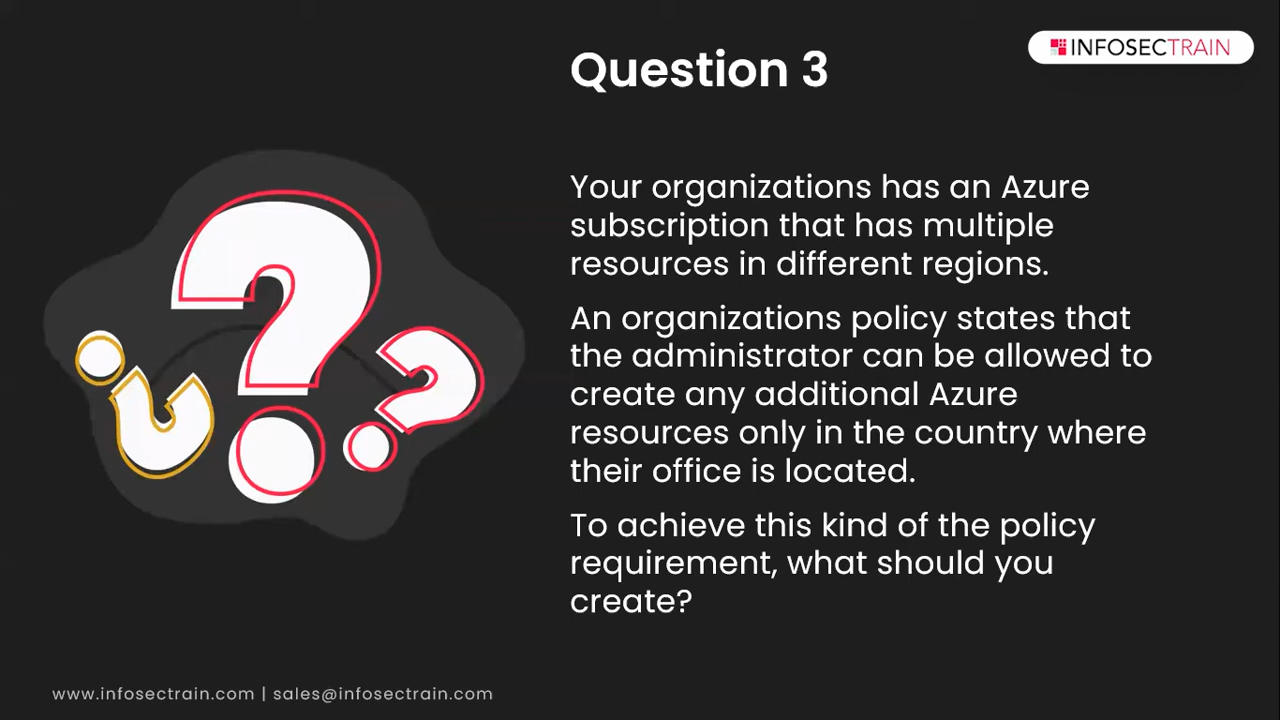 INFOSECTRAIN
Question 3
Your organizations has an Azure
subscription that has multiple
resources in different regions.
An organizations policy states that
the administrator can be allowed to
create any additional Azure
resources only in the country where
their office is located.
To achieve this kind of the policy
requirement, what should you
create?
www.infosectrain.com | sales@infosectrain.com